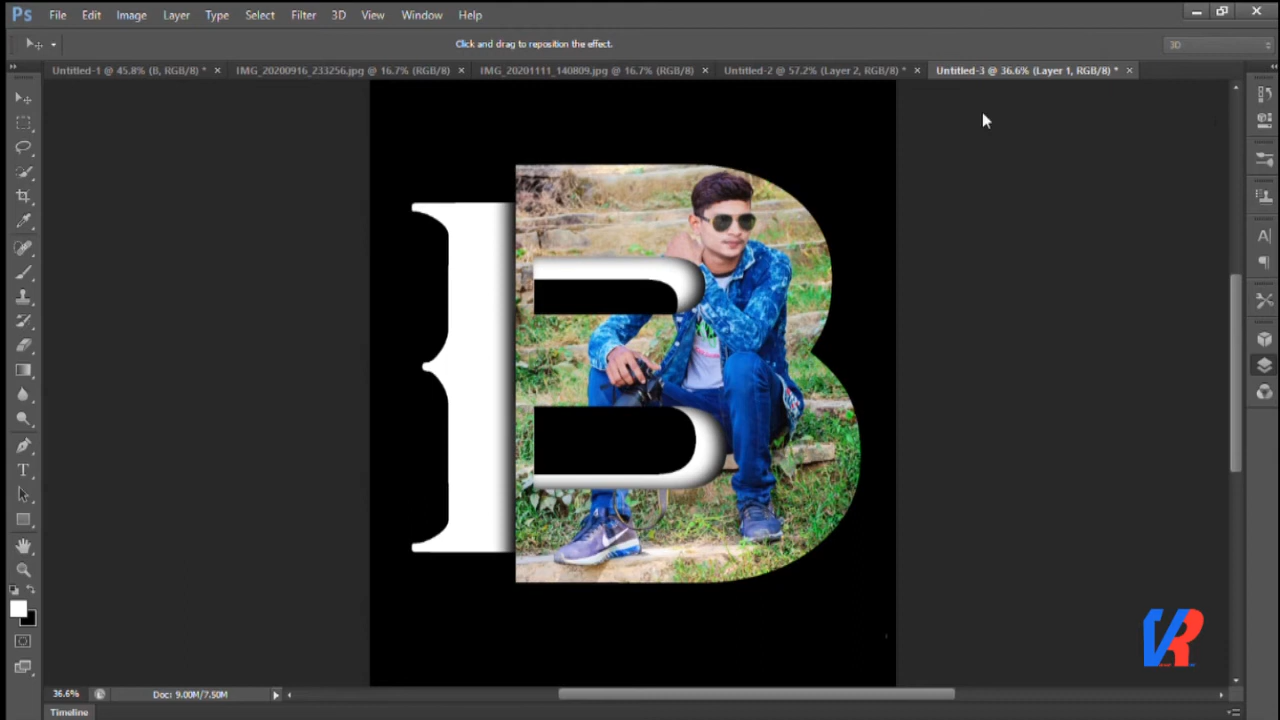 Ps File Edit Image Layer Type Select Filter 3D View Window Help
Click and drag to reposition the effect. 3D
Untitled-1 @ 45.8% (B, RGB/8) * × IMG_20200916_233256.jpg @ 16.7% (RGB/8) × IMG_20201111_140809.jpg @ 16.7% (RGB/8) × Untitled-2 @ 57.2% (Layer 2, RGB/8) * × Untitled-3 @ 36.6% (Layer 1, RGB/8) * ×
B
VR
36.6% Doc: 9.00M/7.50M
Timeline